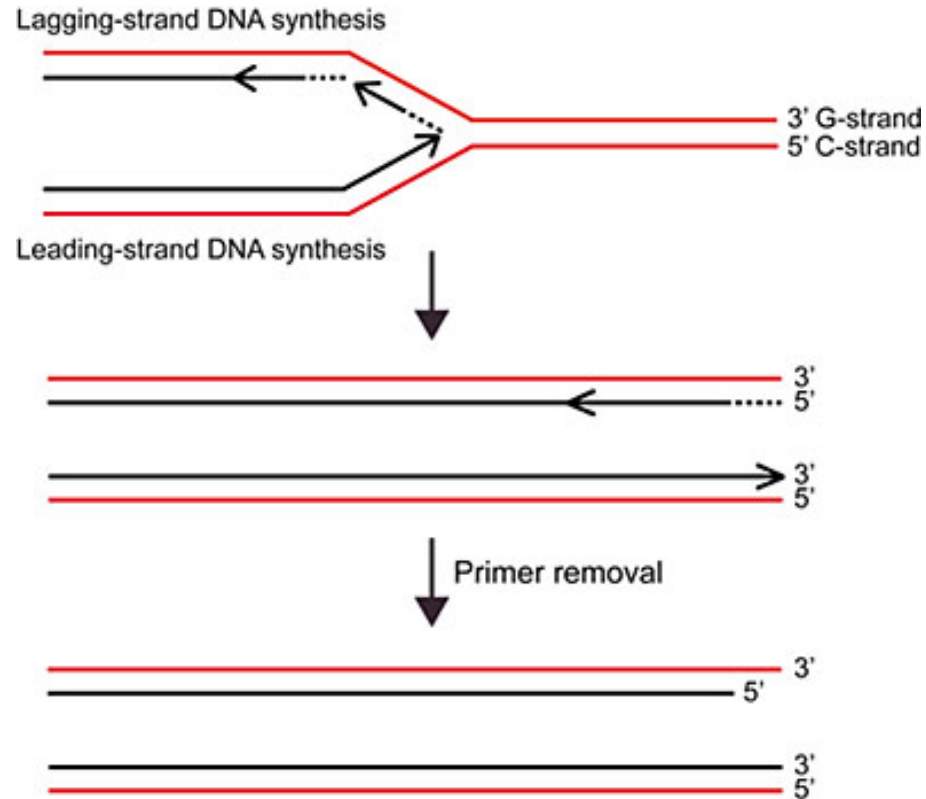 Lagging-strand DNA synthesis
3’ G-strand
5’ C-strand
Leading-strand DNA synthesis
3’
5’
3’
5’
Primer removal
3’
5’
3’
5’